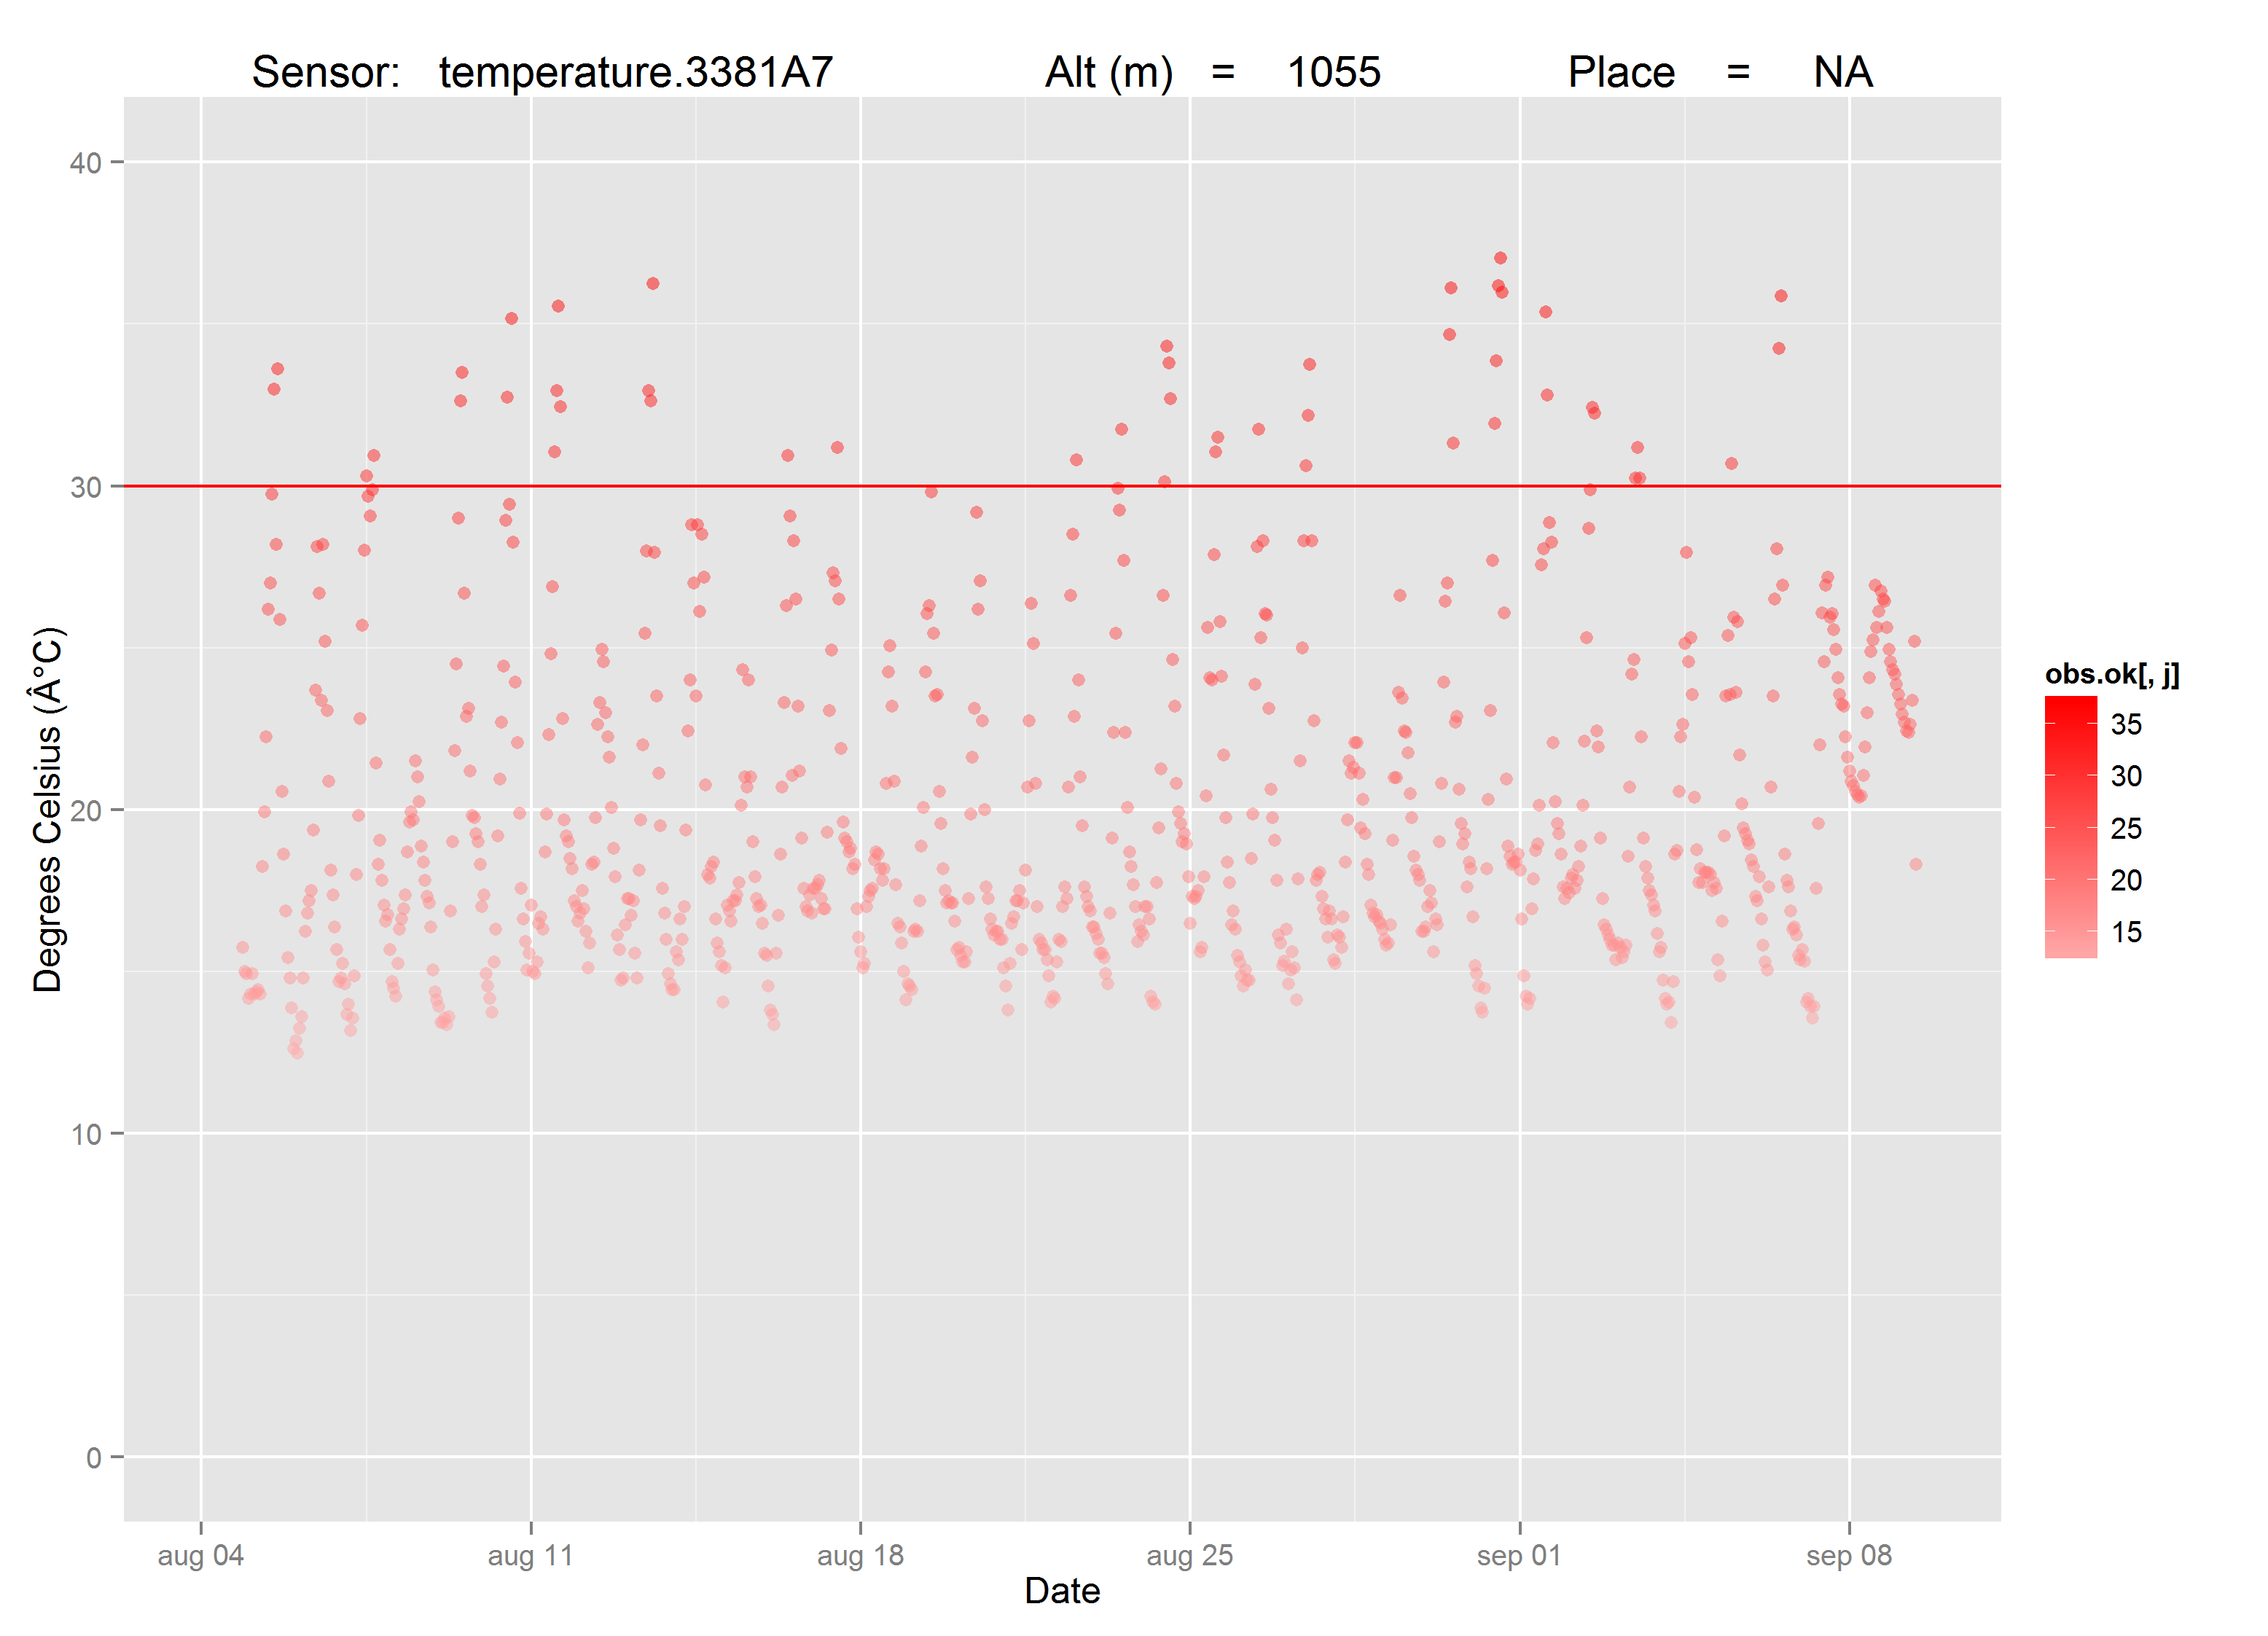 Sensor: temperature.3381A7 Alt (m) = 1055 Place = NA
40
30
20
10
0
Degrees Celsius (Â°C)
aug 04 aug 11 aug 18 aug 25 sep 01 sep 08
Date
obs.ok[, j]
35
30
25
20
15